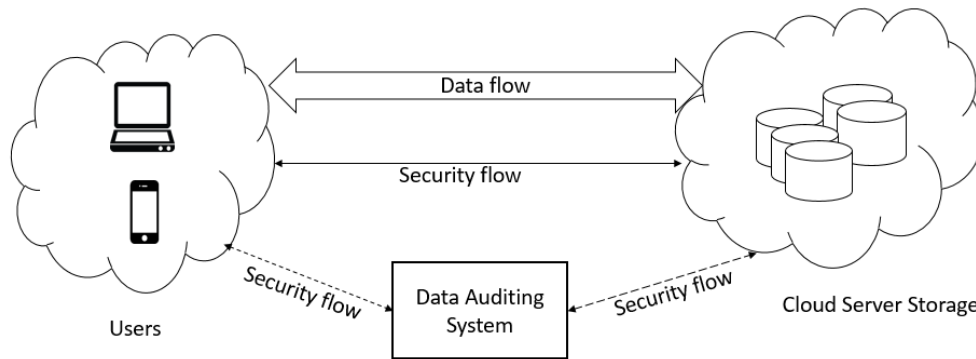 Data flow
Security flow
Security flow
Data Auditing
System
Security flow
Users
Cloud Server Storage